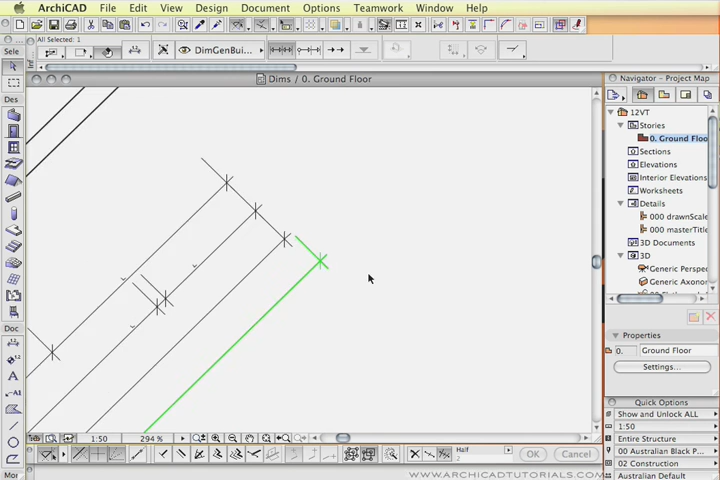 ArchiCAD File Edit View Design Document Options Teamwork Window Help
Sele
DimGenBui...
Dims / 0. Ground Floor
Navigator - Project Map
Des
12VT
Stories
0. Ground Floo
Sections
Elevations
Interior Elevations
Worksheets
Details
000 drawnScale
000 masterTitle
3D Documents
3D
Generic Perspe
Generic Axono
Properties
0. Ground Floor
Settings...
Doc
A
A1
Mor
All Selected: 1
1:50 294 %
Half
2
OK Cancel
Quick Options
Show and Unlock ALL
1:50
Entire Structure
00 Australian Black P
02 Construction
Australian Default
WWW.ARCHICADTUTORIALS.COM